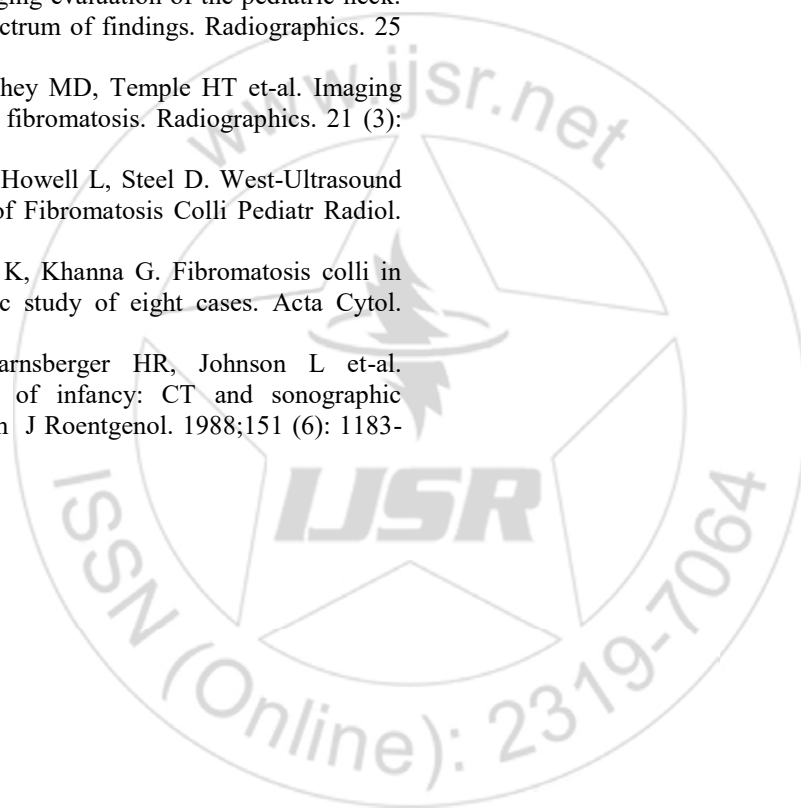 ging evaluation of the pediatric neck.
ectrum of findings. Radiographics. 25
hey MD, Temple HT et-al. Imaging
fibromatosis. Radiographics. 21 (3):
Howell L, Steel D. West-Ultrasound
of Fibromatosis Colli Pediatr Radiol.
K, Khanna G. Fibromatosis colli in
ic study of eight cases. Acta Cytol.
arnsberger HR, Johnson L et-al.
of infancy: CT and sonographic
J Roentgenol. 1988;151 (6): 1183-
www.ijsr.net
IJSR
ISSN (Online): 2319-7064